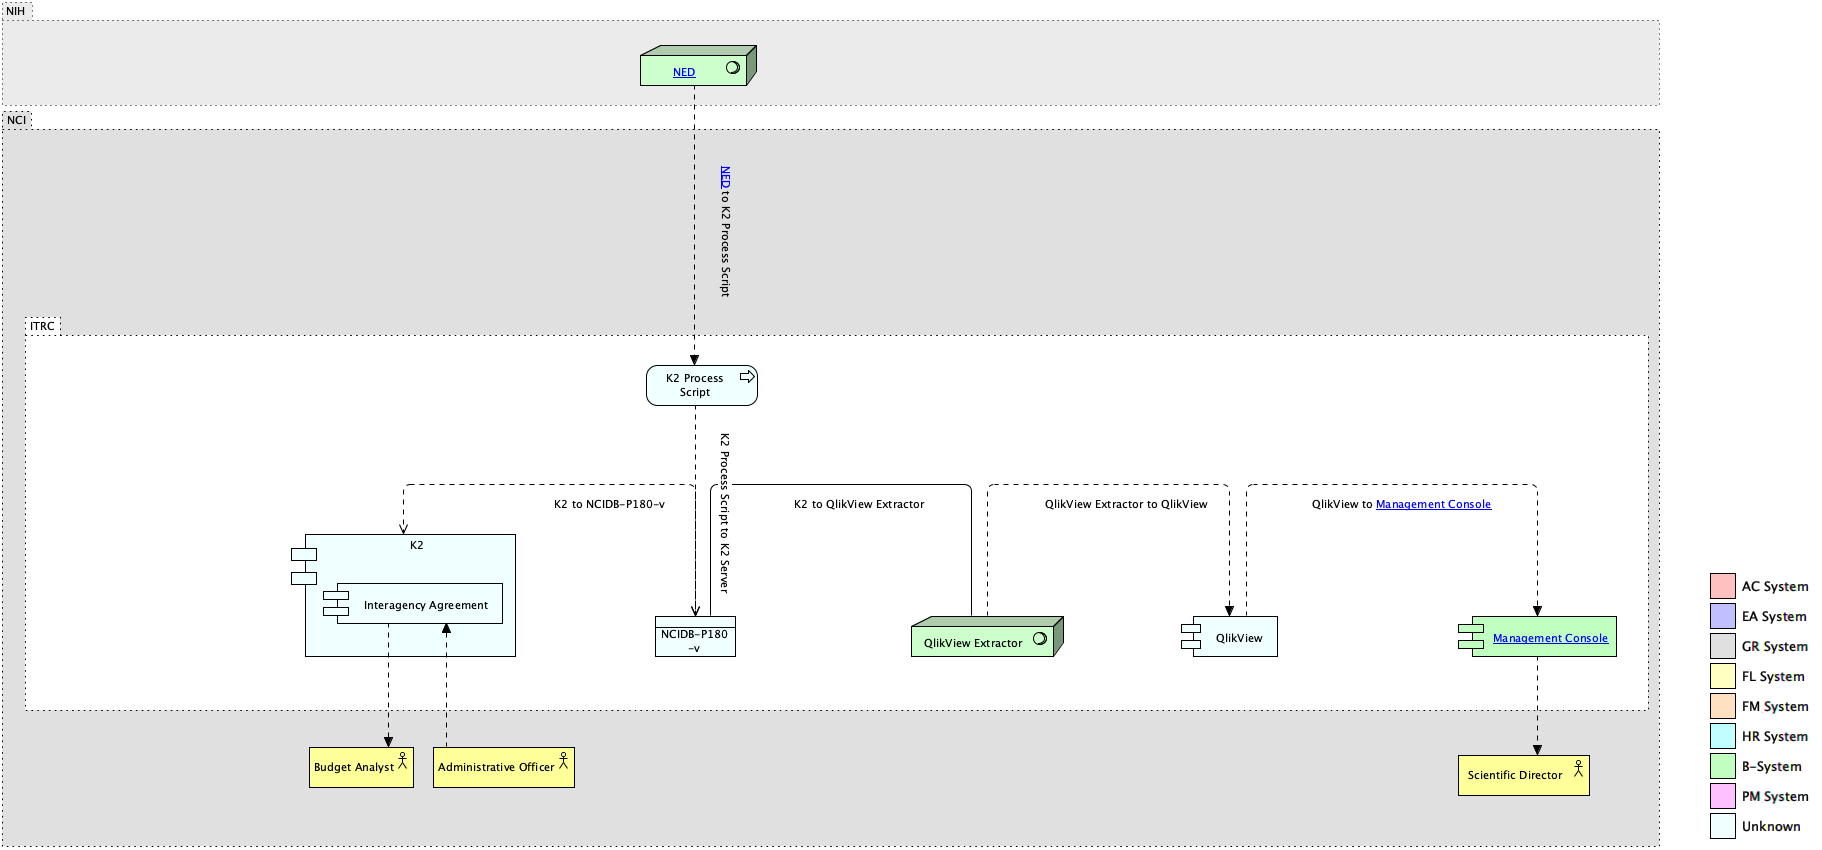 NIH
NED
NCI
NED to K2 Process Script
ITRC
K2 Process
Script
K2 Process Script to K2 Server
K2 to NCIDB-P180-v
K2 to QlikView Extractor
QlikView Extractor to QlikView
QlikView to Management Console
K2
Interagency Agreement
NCIDB-P180
-v
QlikView Extractor
QlikView
Management Console
Budget Analyst
Administrative Officer
Scientific Director
AC System
EA System
GR System
FL System
FM System
HR System
B-System
PM System
Unknown